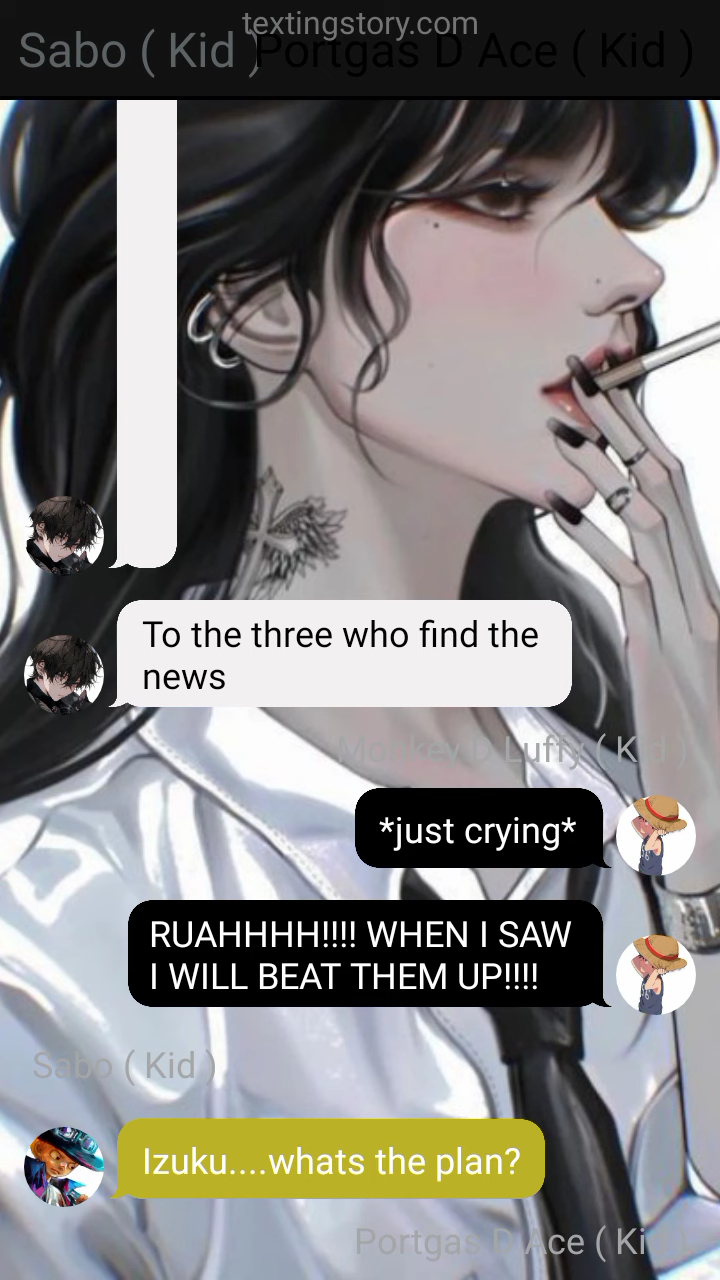 textingstory.com
Sabo ( Kid )
Portgas D Ace ( Kid )
To the three who find the
news
Monkey D Luffy ( Kid )
*just crying*
RUAHHHH!!!! WHEN I SAW
I WILL BEAT THEM UP!!!!
Sabo ( Kid )
Izuku....whats the plan?
Portgas D Ace ( Kid )